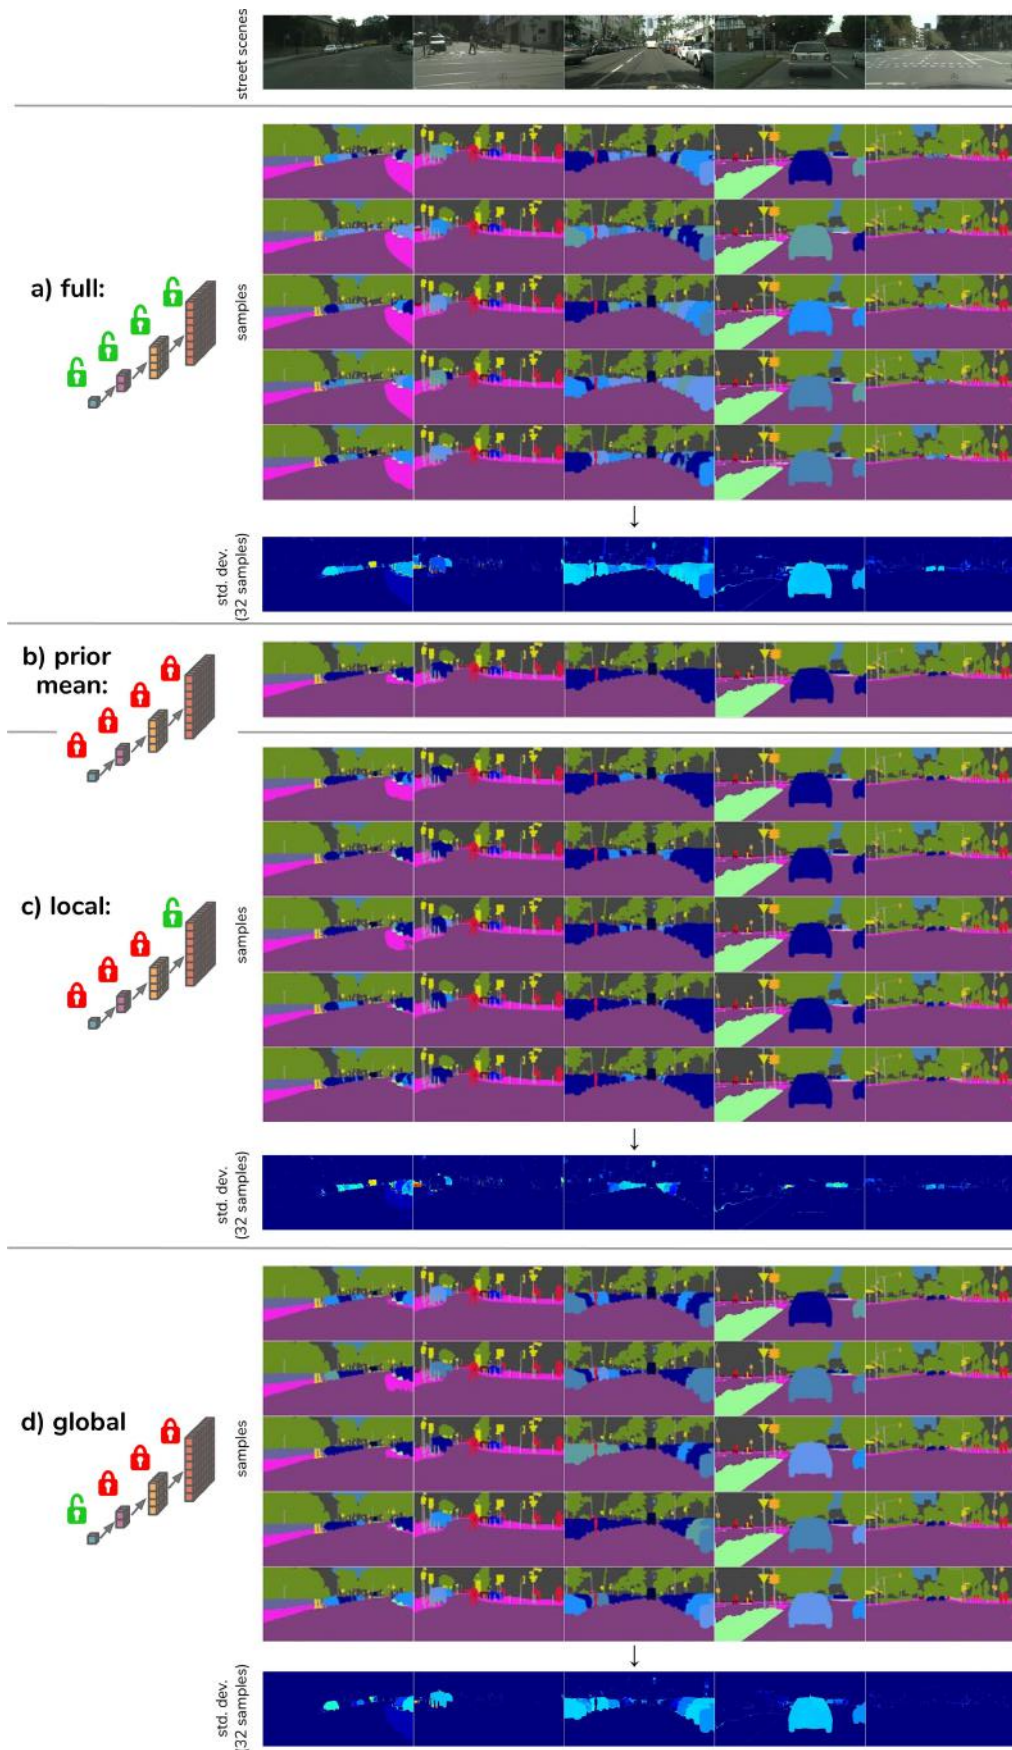 street scenes
a) full:
samples
std. dev.
(32 samples)
b) prior
mean:
c) local:
samples
std. dev.
(32 samples)
d) global
samples
std. dev.
(32 samples)